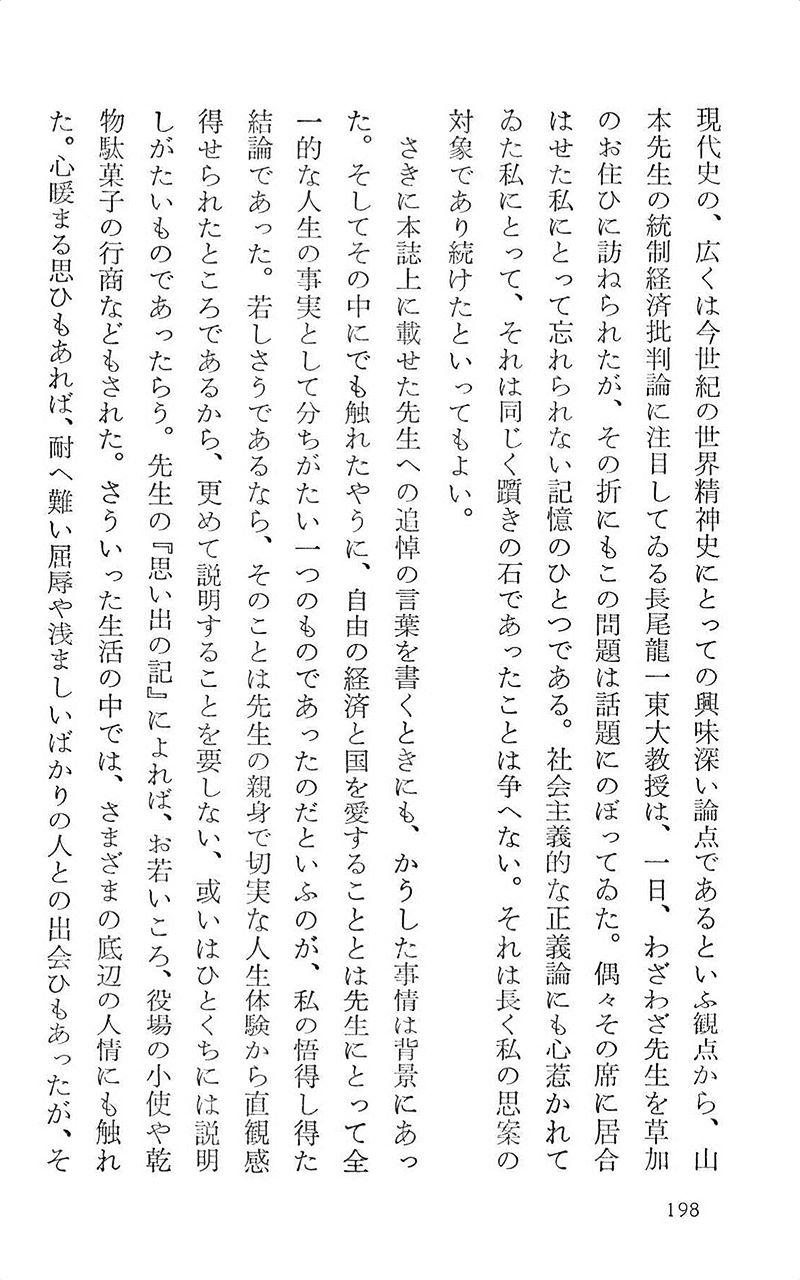 現代史の、広くは今世紀の世界精神史にとっての興味深い論点であるといふ観点から、山
本先生の統制経済批判論に注目してゐる長尾龍一東大教授は、一日、わざわざ先生を草加
のお住ひに訪ねられたが、その折にもこの問題は話題にのぼってゐた。偶々その席に居合
はせた私にとって忘れられない記憶のひとつである。社会主義的な正義論にも心惹かれて
ゐた私にとって、それは同じく躓きの石であったことは争へない。それは長く私の思案の
対象であり続けたといってもよい。
さきに本誌上に載せた先生への追悼の言葉を書くときにも、かうした事情は背景にあっ
た。そしてその中にでも触れたやうに、自由の経済と国を愛することとは先生にとって全
一的な人生の事実として分ちがたい一つのものであったのだといふのが、私の悟得し得た
結論であった。若しさうであるなら、そのことは先生の親身で切実な人生体験から直観感
得せられたところであるから、更めて説明することを要しない、或いはひとくちには説明
しがたいものであったらう。先生の『思い出の記』によれば、お若いころ、役場の小使や乾
物駄菓子の行商などもされた。さういった生活の中では、さまざまの底辺の人情にも触れ
た。心暖まる思ひもあれば、耐へ難い屈辱や浅ましいばかりの人との出会ひもあったが、そ
198